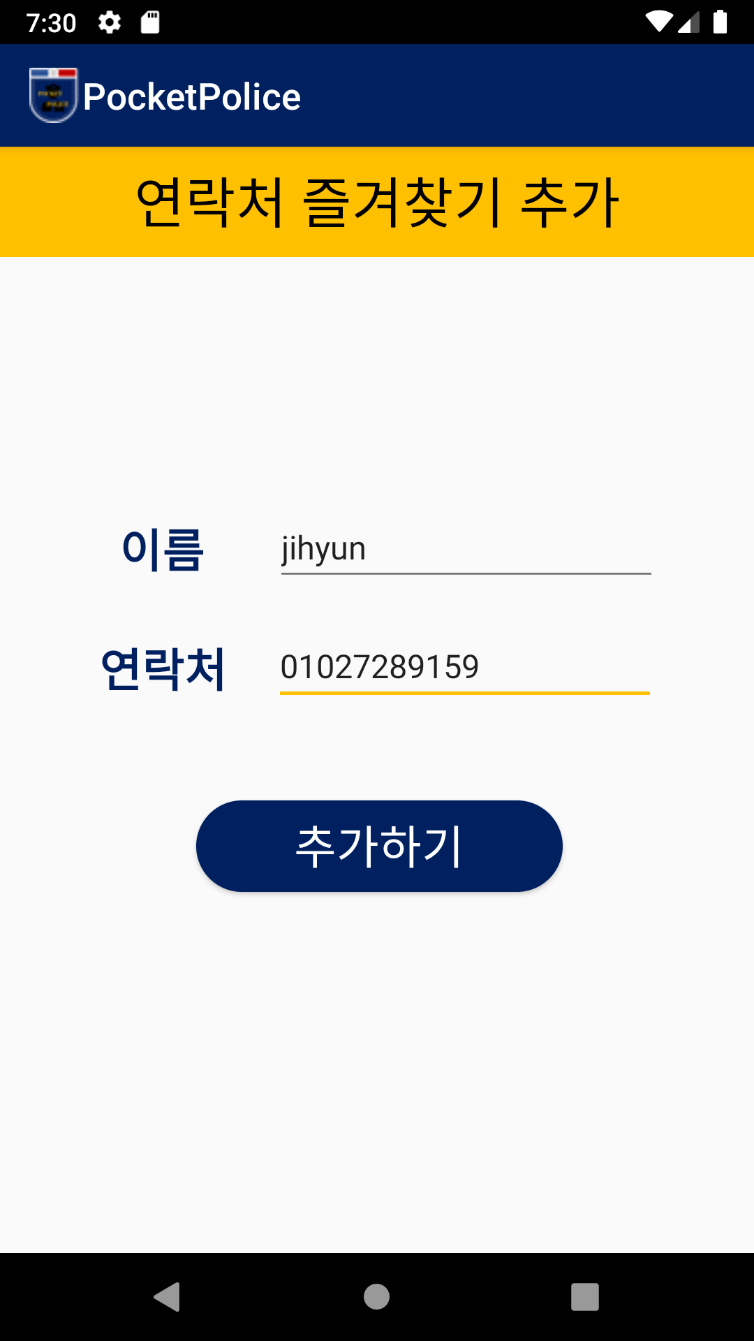 7:30
PocketPolice
연락처 즐겨찾기 추가
이름 jihyun
연락처 01027289159
추가하기